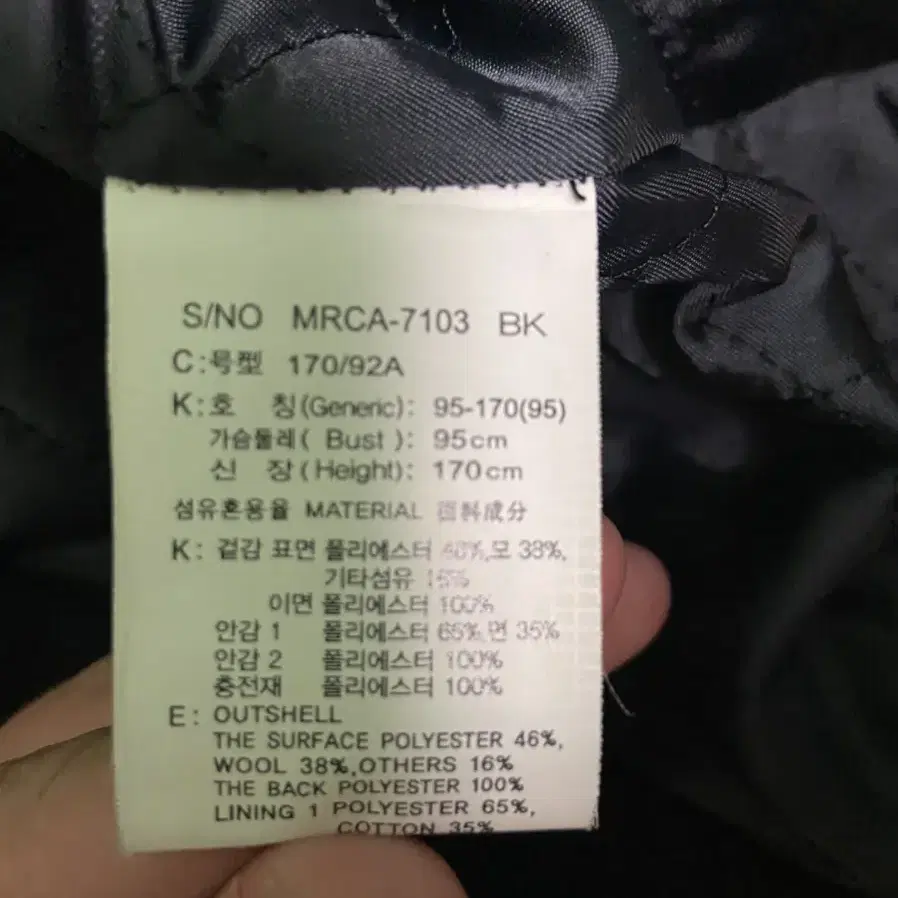 S/NO MRCA-7103 BK
C:号型 170/92A
K:호 칭(Generic): 95-170(95)
가슴둘레( Bust ): 95cm
신 장(Height): 170cm
섬유혼용율 MATERIAL 面料成分
K: 겉감 표면 폴리에스터 46%,모 38%,
기타섬유 16%
이면 폴리에스터 100%
안감 1 폴리에스터 65%,면 35%
안감 2 폴리에스터 100%
충전재 폴리에스터 100%
E: OUTSHELL
THE SURFACE POLYESTER 46%,
WOOL 38%,OTHERS 16%
THE BACK POLYESTER 100%
LINING 1 POLYESTER 65%,
COTTON 35%